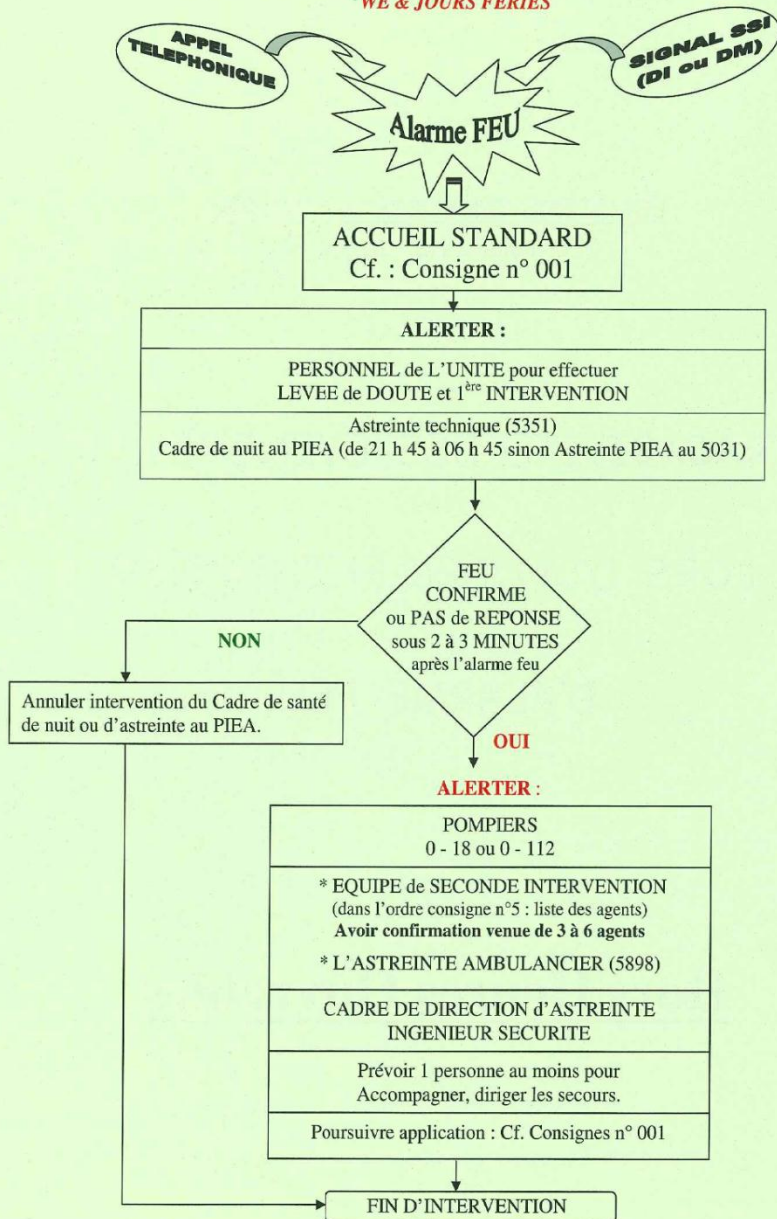 WE & JOURS FERIES
APPEL
TELEPHONIQUE
SIGNAL SSI
(DI ou DM)
Alarme FEU
ACCUEIL STANDARD
Cf. : Consigne n° 001
ALERTER :
PERSONNEL de L'UNITE pour effectuer
LEVEE de DOUTE et 1ère INTERVENTION
Astreinte technique (5351)
Cadre de nuit au PIEA (de 21 h 45 à 06 h 45 sinon Astreinte PIEA au 5031)
FEU
CONFIRME
ou PAS de REPONSE
sous 2 à 3 MINUTES
après l'alarme feu
NON
Annuler intervention du Cadre de santé
de nuit ou d'astreinte au PIEA.
OUI
ALERTER :
POMPIERS
0 - 18 ou 0 - 112
* EQUIPE de SECONDE INTERVENTION
(dans l'ordre consigne n°5 : liste des agents)
Avoir confirmation venue de 3 à 6 agents
* L'ASTREINTE AMBULANCIER (5898)
CADRE DE DIRECTION d'ASTREINTE
INGENIEUR SECURITE
Prévoir 1 personne au moins pour
Accompagner, diriger les secours.
Poursuivre application : Cf. Consignes n° 001
FIN D'INTERVENTION